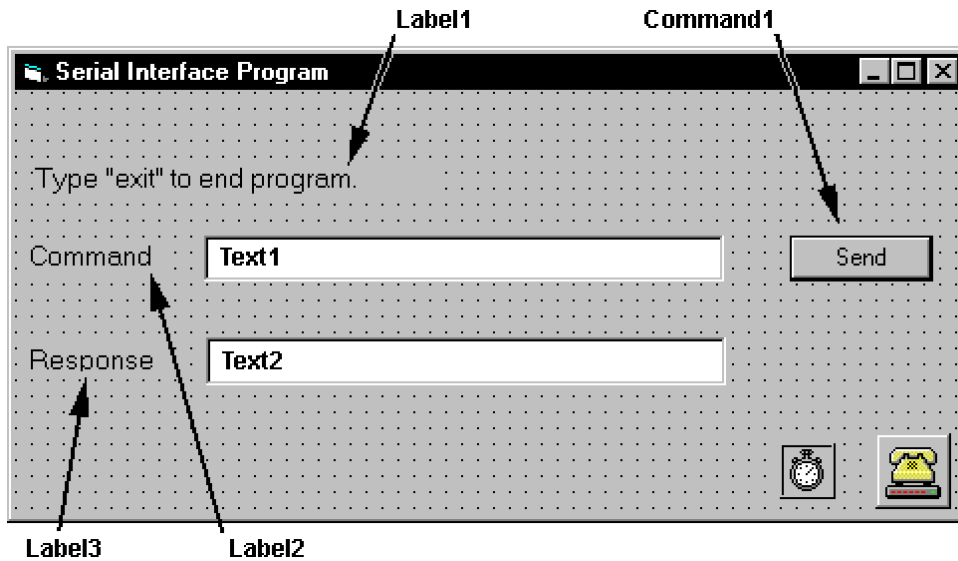 Label1 Command1
Serial Interface Program
Type "exit" to end program.
Command Text1 Send
Response Text2
Label3 Label2